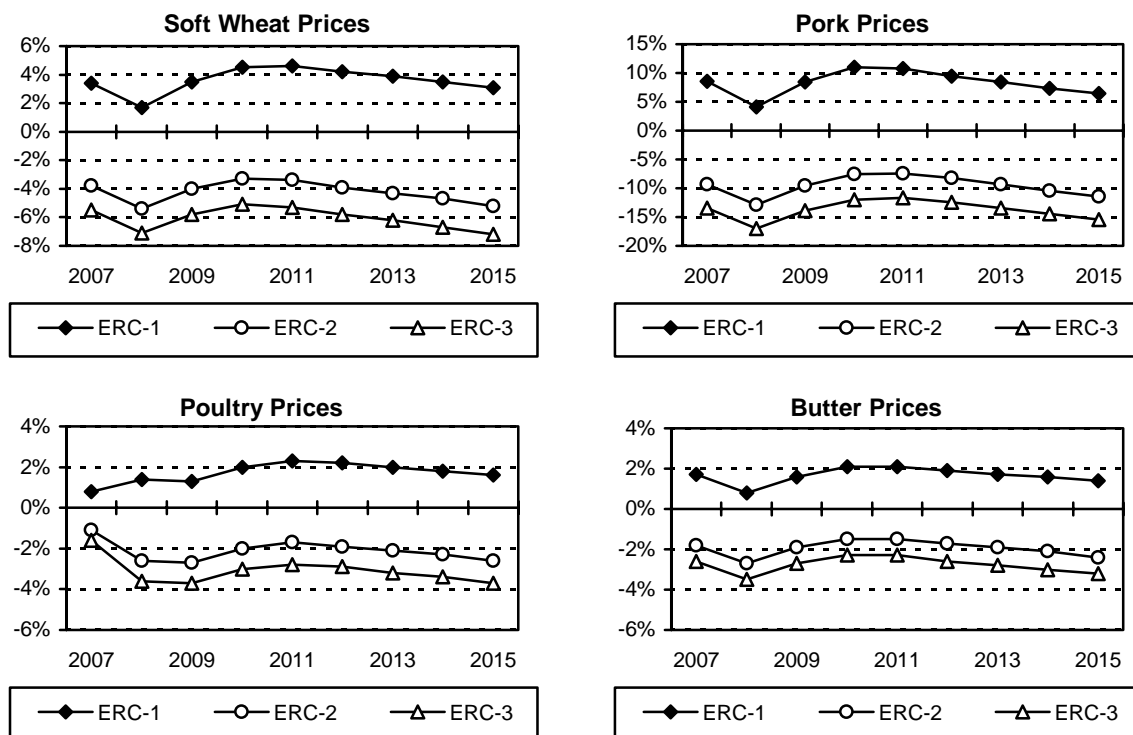 Soft Wheat Prices
6%
4%
2%
0%
-2%
-4%
-6%
-8%
2007 2009 2011 2013 2015
ERC-1 ERC-2 ERC-3
Pork Prices
15%
10%
5%
0%
-5%
-10%
-15%
-20%
2007 2009 2011 2013 2015
ERC-1 ERC-2 ERC-3
Poultry Prices
4%
2%
0%
-2%
-4%
-6%
2007 2009 2011 2013 2015
ERC-1 ERC-2 ERC-3
Butter Prices
4%
2%
0%
-2%
-4%
-6%
2007 2009 2011 2013 2015
ERC-1 ERC-2 ERC-3